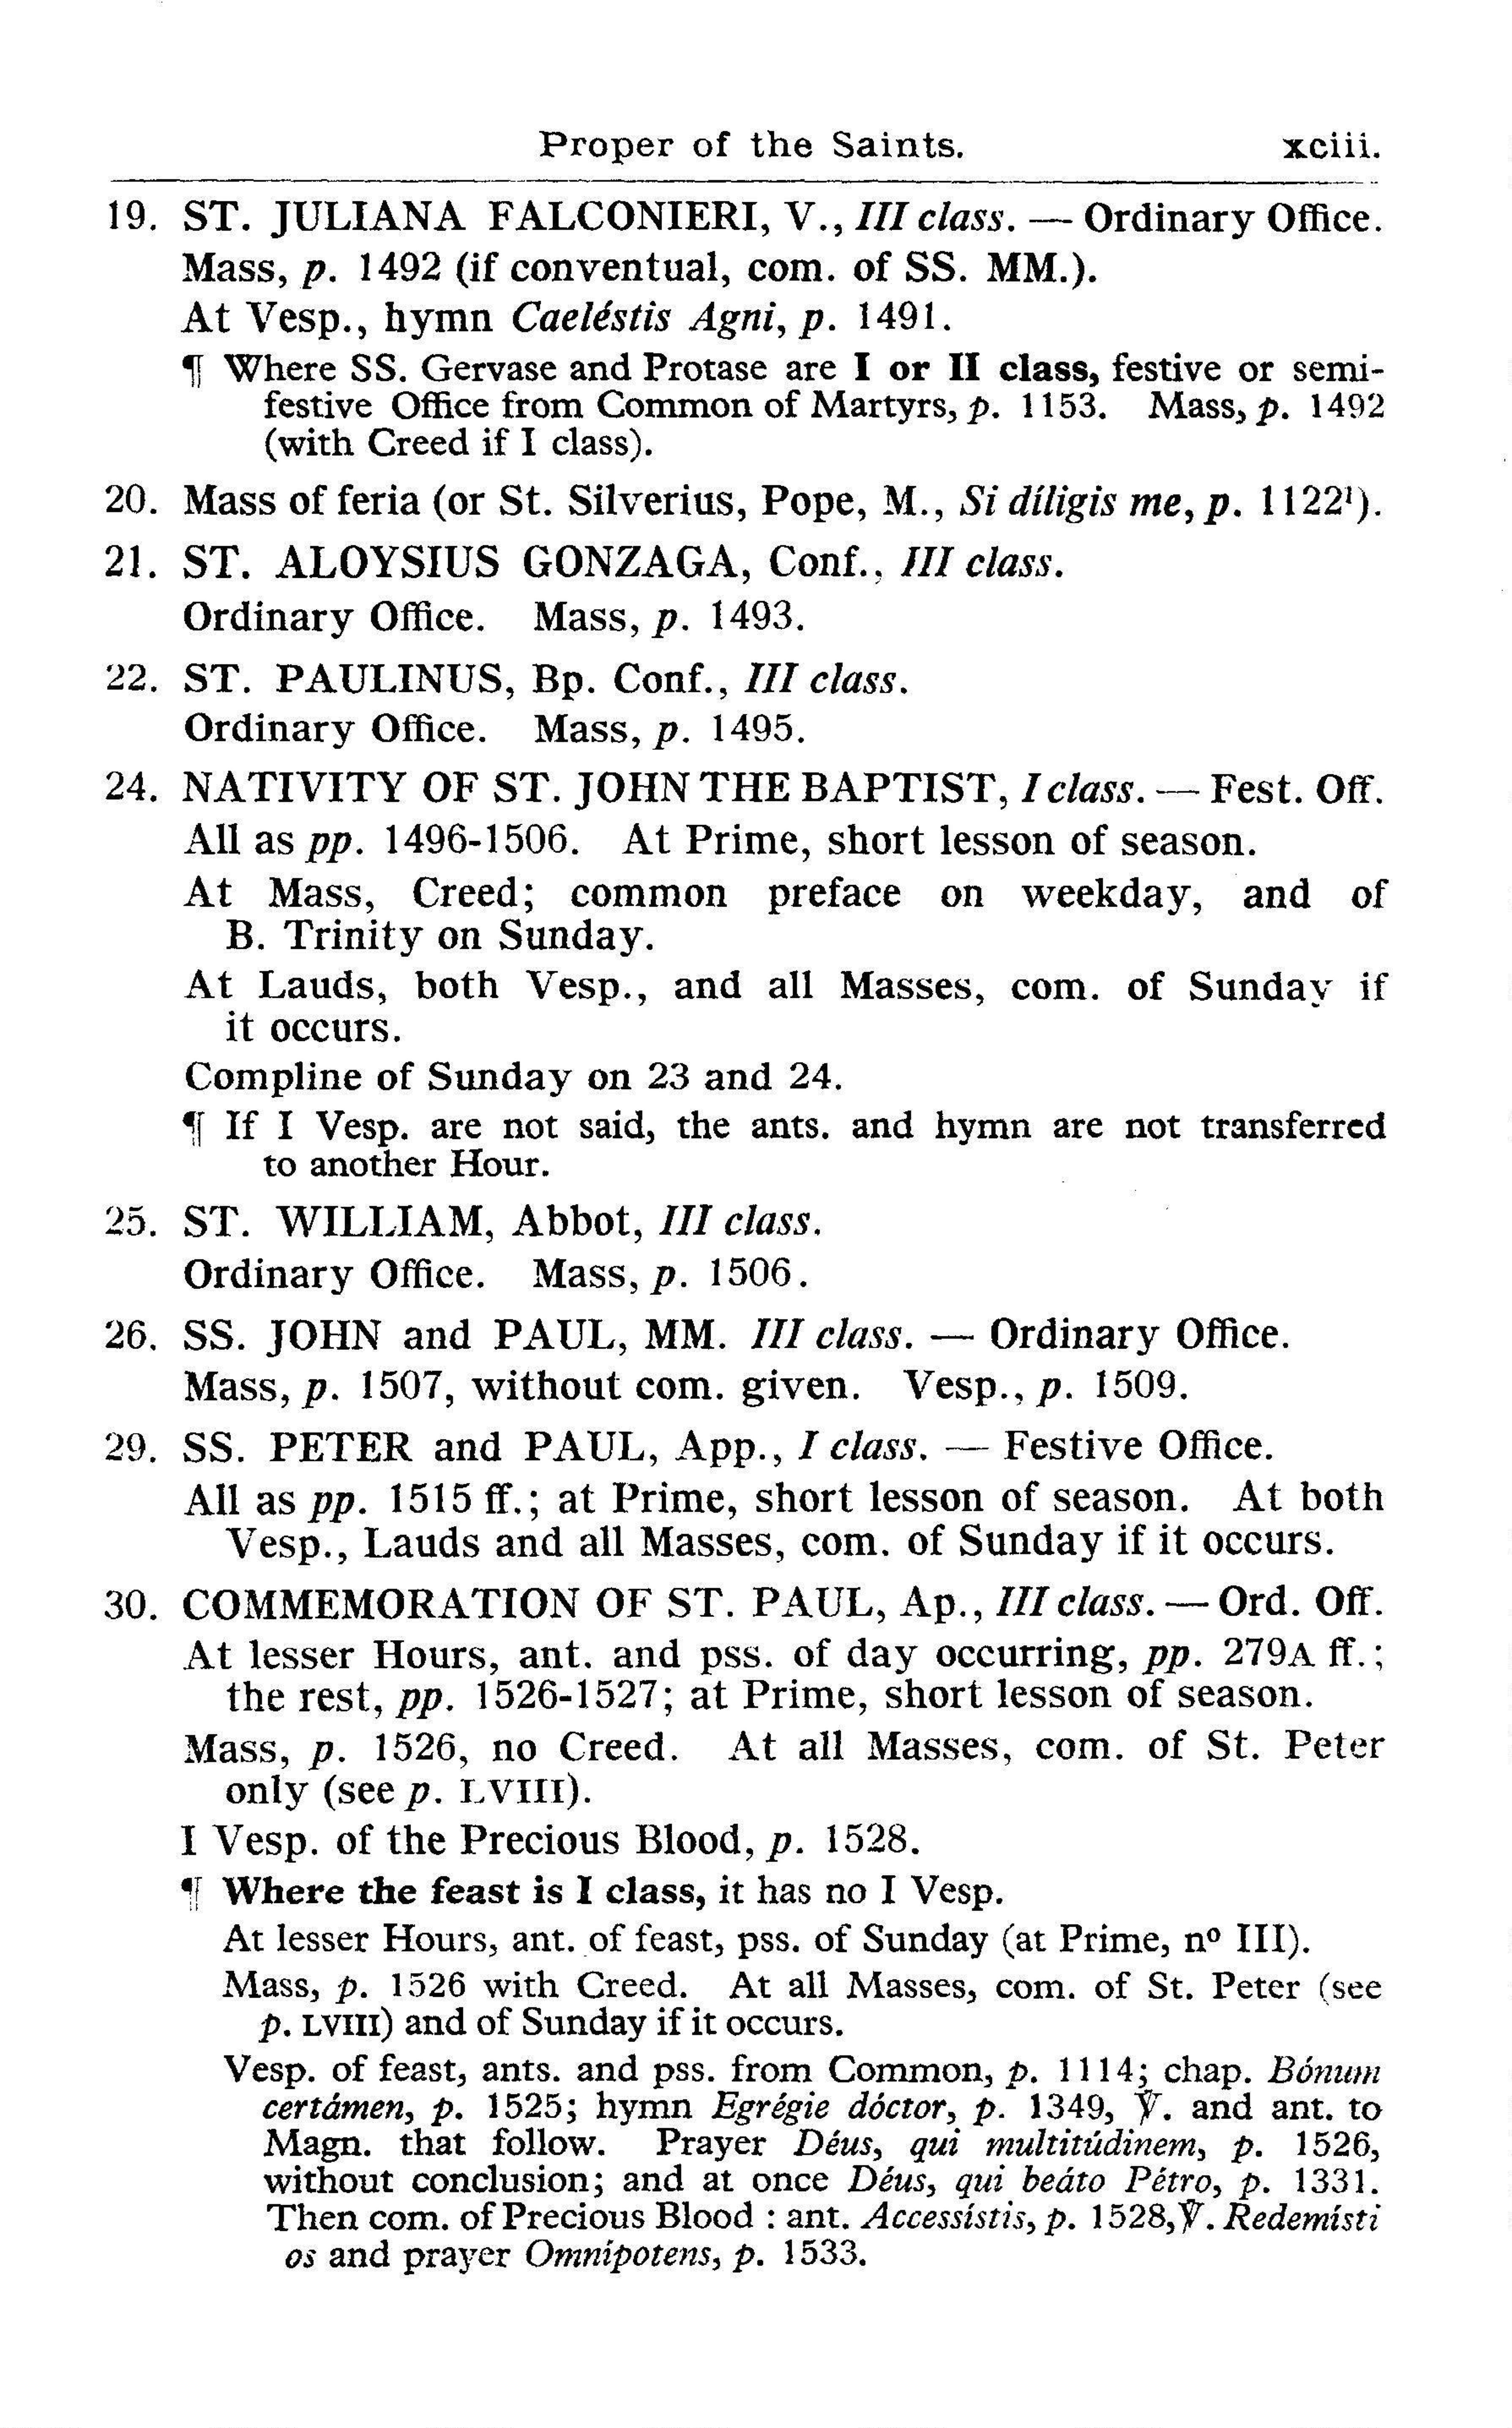 Proper of the Saints. xciii.
19. ST. JULIANA FALCONIERI, V., III class. — Ordinary Office.
Mass, p. 1492 (if conventual, com. of SS. MM.).
At Vesp., hymn Caeléstis Agni, p. 1491.
¶ Where SS. Gervase and Protase are I or II class, festive or semi-
festive Office from Common of Martyrs, p. 1153. Mass, p. 1492
(with Creed if I class).
20. Mass of feria (or St. Silverius, Pope, M., Si díligis me, p. 1122¹).
21. ST. ALOYSIUS GONZAGA, Conf., III class.
Ordinary Office. Mass, p. 1493.
22. ST. PAULINUS, Bp. Conf., III class.
Ordinary Office. Mass, p. 1495.
24. NATIVITY OF ST. JOHN THE BAPTIST, I class. — Fest. Off.
All as pp. 1496-1506. At Prime, short lesson of season.
At Mass, Creed; common preface on weekday, and of
B. Trinity on Sunday.
At Lauds, both Vesp., and all Masses, com. of Sunday if
it occurs.
Compline of Sunday on 23 and 24.
¶ If I Vesp. are not said, the ants. and hymn are not transferred
to another Hour.
25. ST. WILLIAM, Abbot, III class.
Ordinary Office. Mass, p. 1506.
26. SS. JOHN and PAUL, MM. III class. — Ordinary Office.
Mass, p. 1507, without com. given. Vesp., p. 1509.
29. SS. PETER and PAUL, App., I class. — Festive Office.
All as pp. 1515 ff.; at Prime, short lesson of season. At both
Vesp., Lauds and all Masses, com. of Sunday if it occurs.
30. COMMEMORATION OF ST. PAUL, Ap., III class. — Ord. Off.
At lesser Hours, ant. and pss. of day occurring, pp. 279A ff.;
the rest, pp. 1526-1527; at Prime, short lesson of season.
Mass, p. 1526, no Creed. At all Masses, com. of St. Peter
only (see p. LVIII).
I Vesp. of the Precious Blood, p. 1528.
¶ Where the feast is I class, it has no I Vesp.
At lesser Hours, ant. of feast, pss. of Sunday (at Prime, nº III).
Mass, p. 1526 with Creed. At all Masses, com. of St. Peter (see
p. LVIII) and of Sunday if it occurs.
Vesp. of feast, ants. and pss. from Common, p. 1114; chap. Bónum
certámen, p. 1525; hymn Egrégie dóctor, p. 1349, ℣. and ant. to
Magn. that follow. Prayer Déus, qui multitúdinem, p. 1526,
without conclusion; and at once Déus, qui beáto Pétro, p. 1331.
Then com. of Precious Blood : ant. Accessístis, p. 1528, ℣. Redemísti
os and prayer Omnípotens, p. 1533.